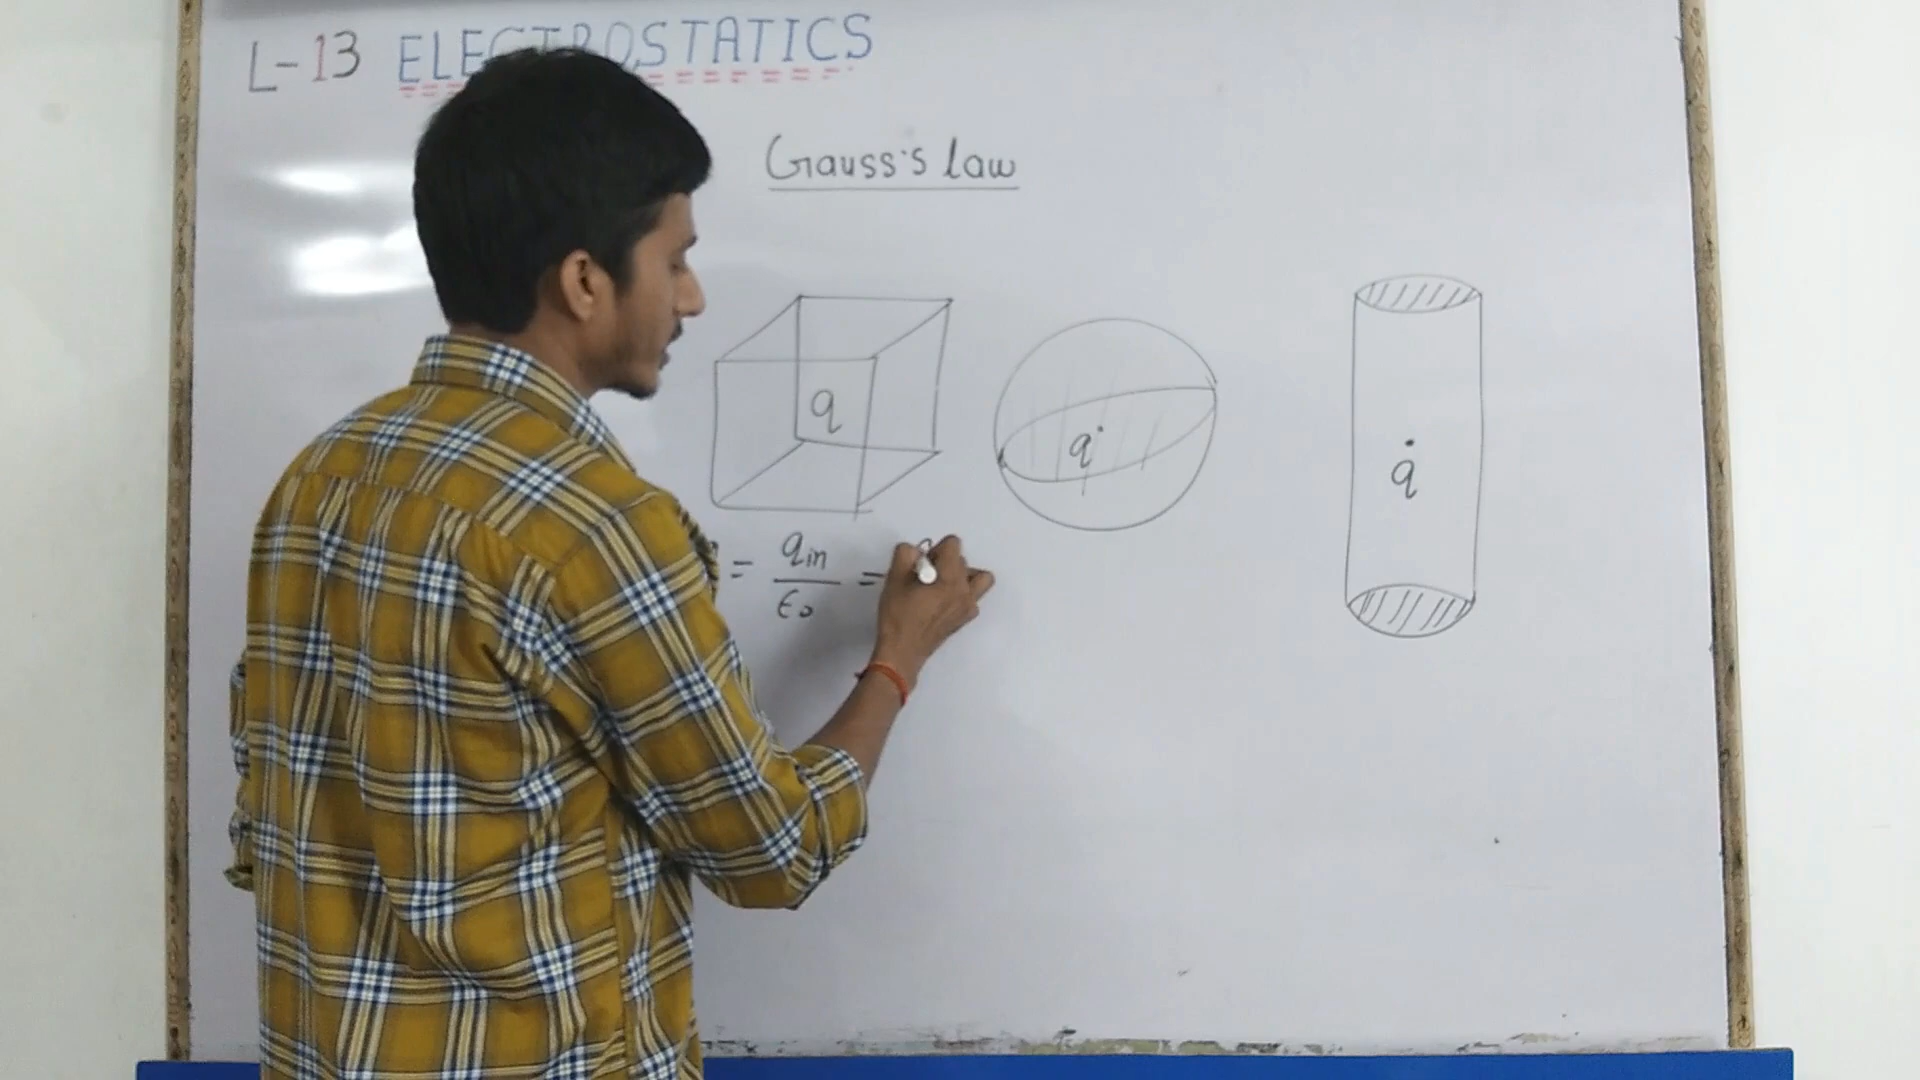 L-13 ELECTROSTATICS
Gauss's law
q
q
q
= qin/ϵ0 =